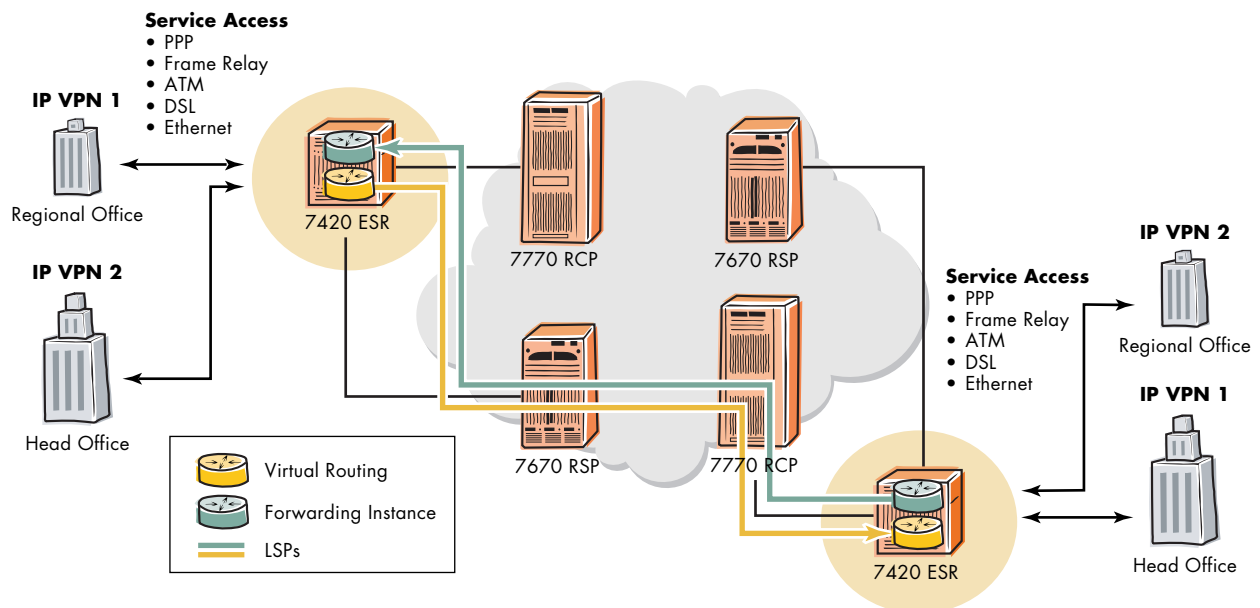 Service Access
• PPP
• Frame Relay
• ATM
• DSL
• Ethernet
IP VPN 1
Regional Office
IP VPN 2
Head Office
7420 ESR
7770 RCP
7670 RSP
7670 RSP
7770 RCP
7420 ESR
Service Access
• PPP
• Frame Relay
• ATM
• DSL
• Ethernet
IP VPN 2
Regional Office
IP VPN 1
Head Office
Virtual Routing
Forwarding Instance
LSPs